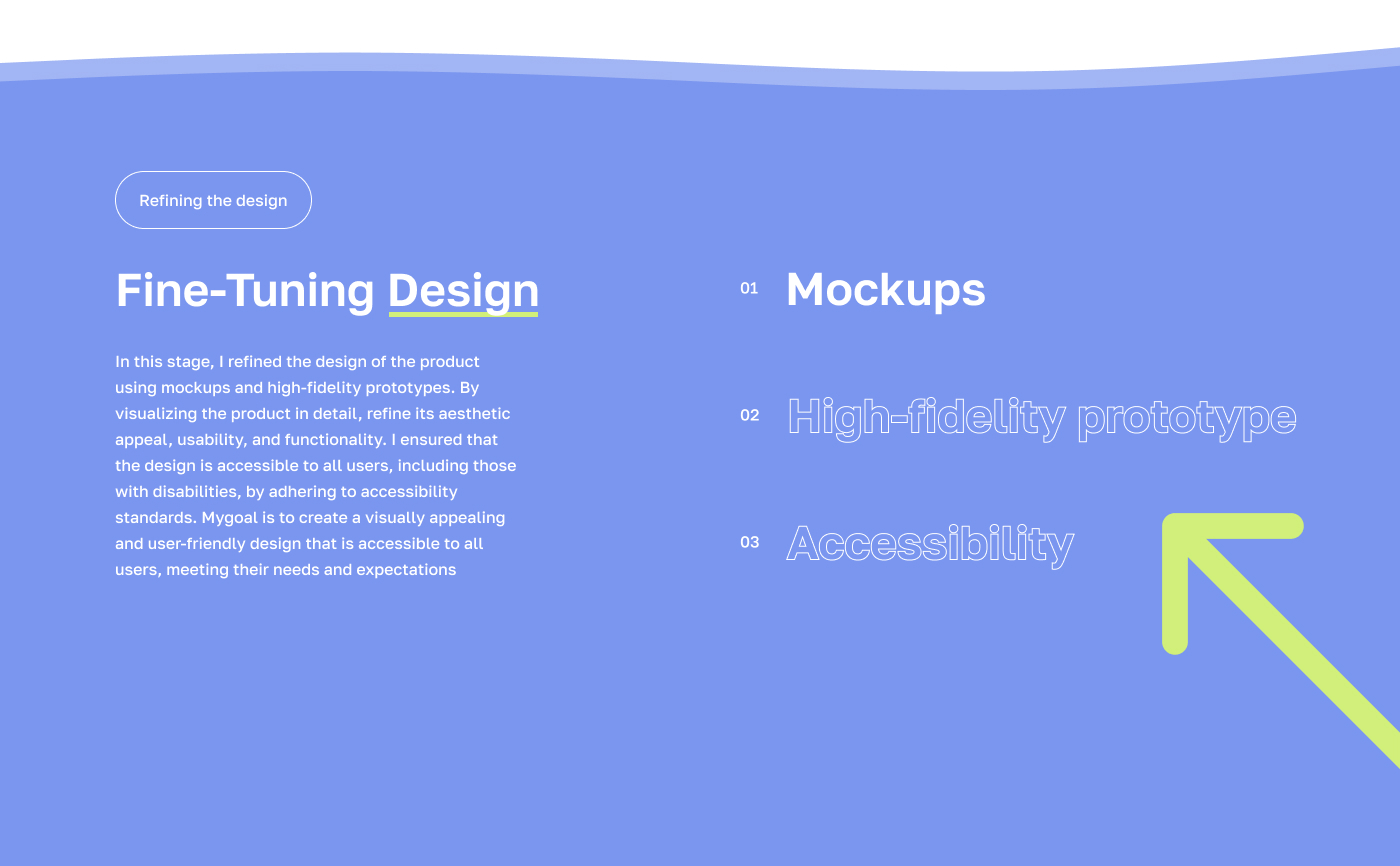 Refining the design
Fine-Tuning Design
In this stage, I refined the design of the product
using mockups and high-fidelity prototypes. By
visualizing the product in detail, refine its aesthetic
appeal, usability, and functionality. I ensured that
the design is accessible to all users, including those
with disabilities, by adhering to accessibility
standards. Mygoal is to create a visually appealing
and user-friendly design that is accessible to all
users, meeting their needs and expectations
01 Mockups
02 High-fidelity prototype
03 Accessibility